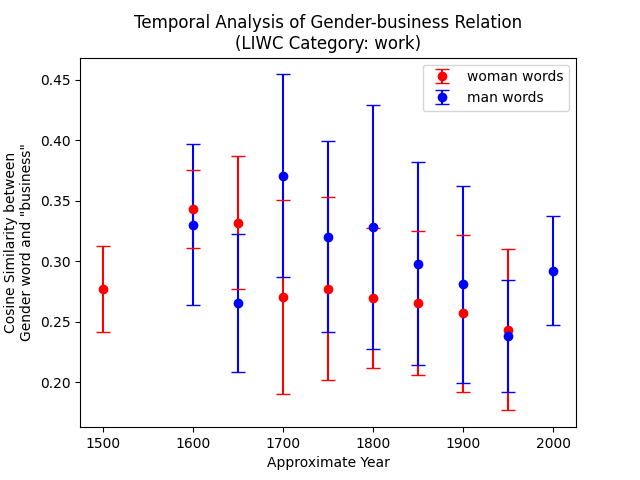 Temporal Analysis of Gender-business Relation
(LIWC Category: work)
woman words
man words
0.45
0.40
0.35
0.30
0.25
0.20
Cosine Similarity between
Gender word and "business"
1500
1600
1700
1800
1900
2000
Approximate Year